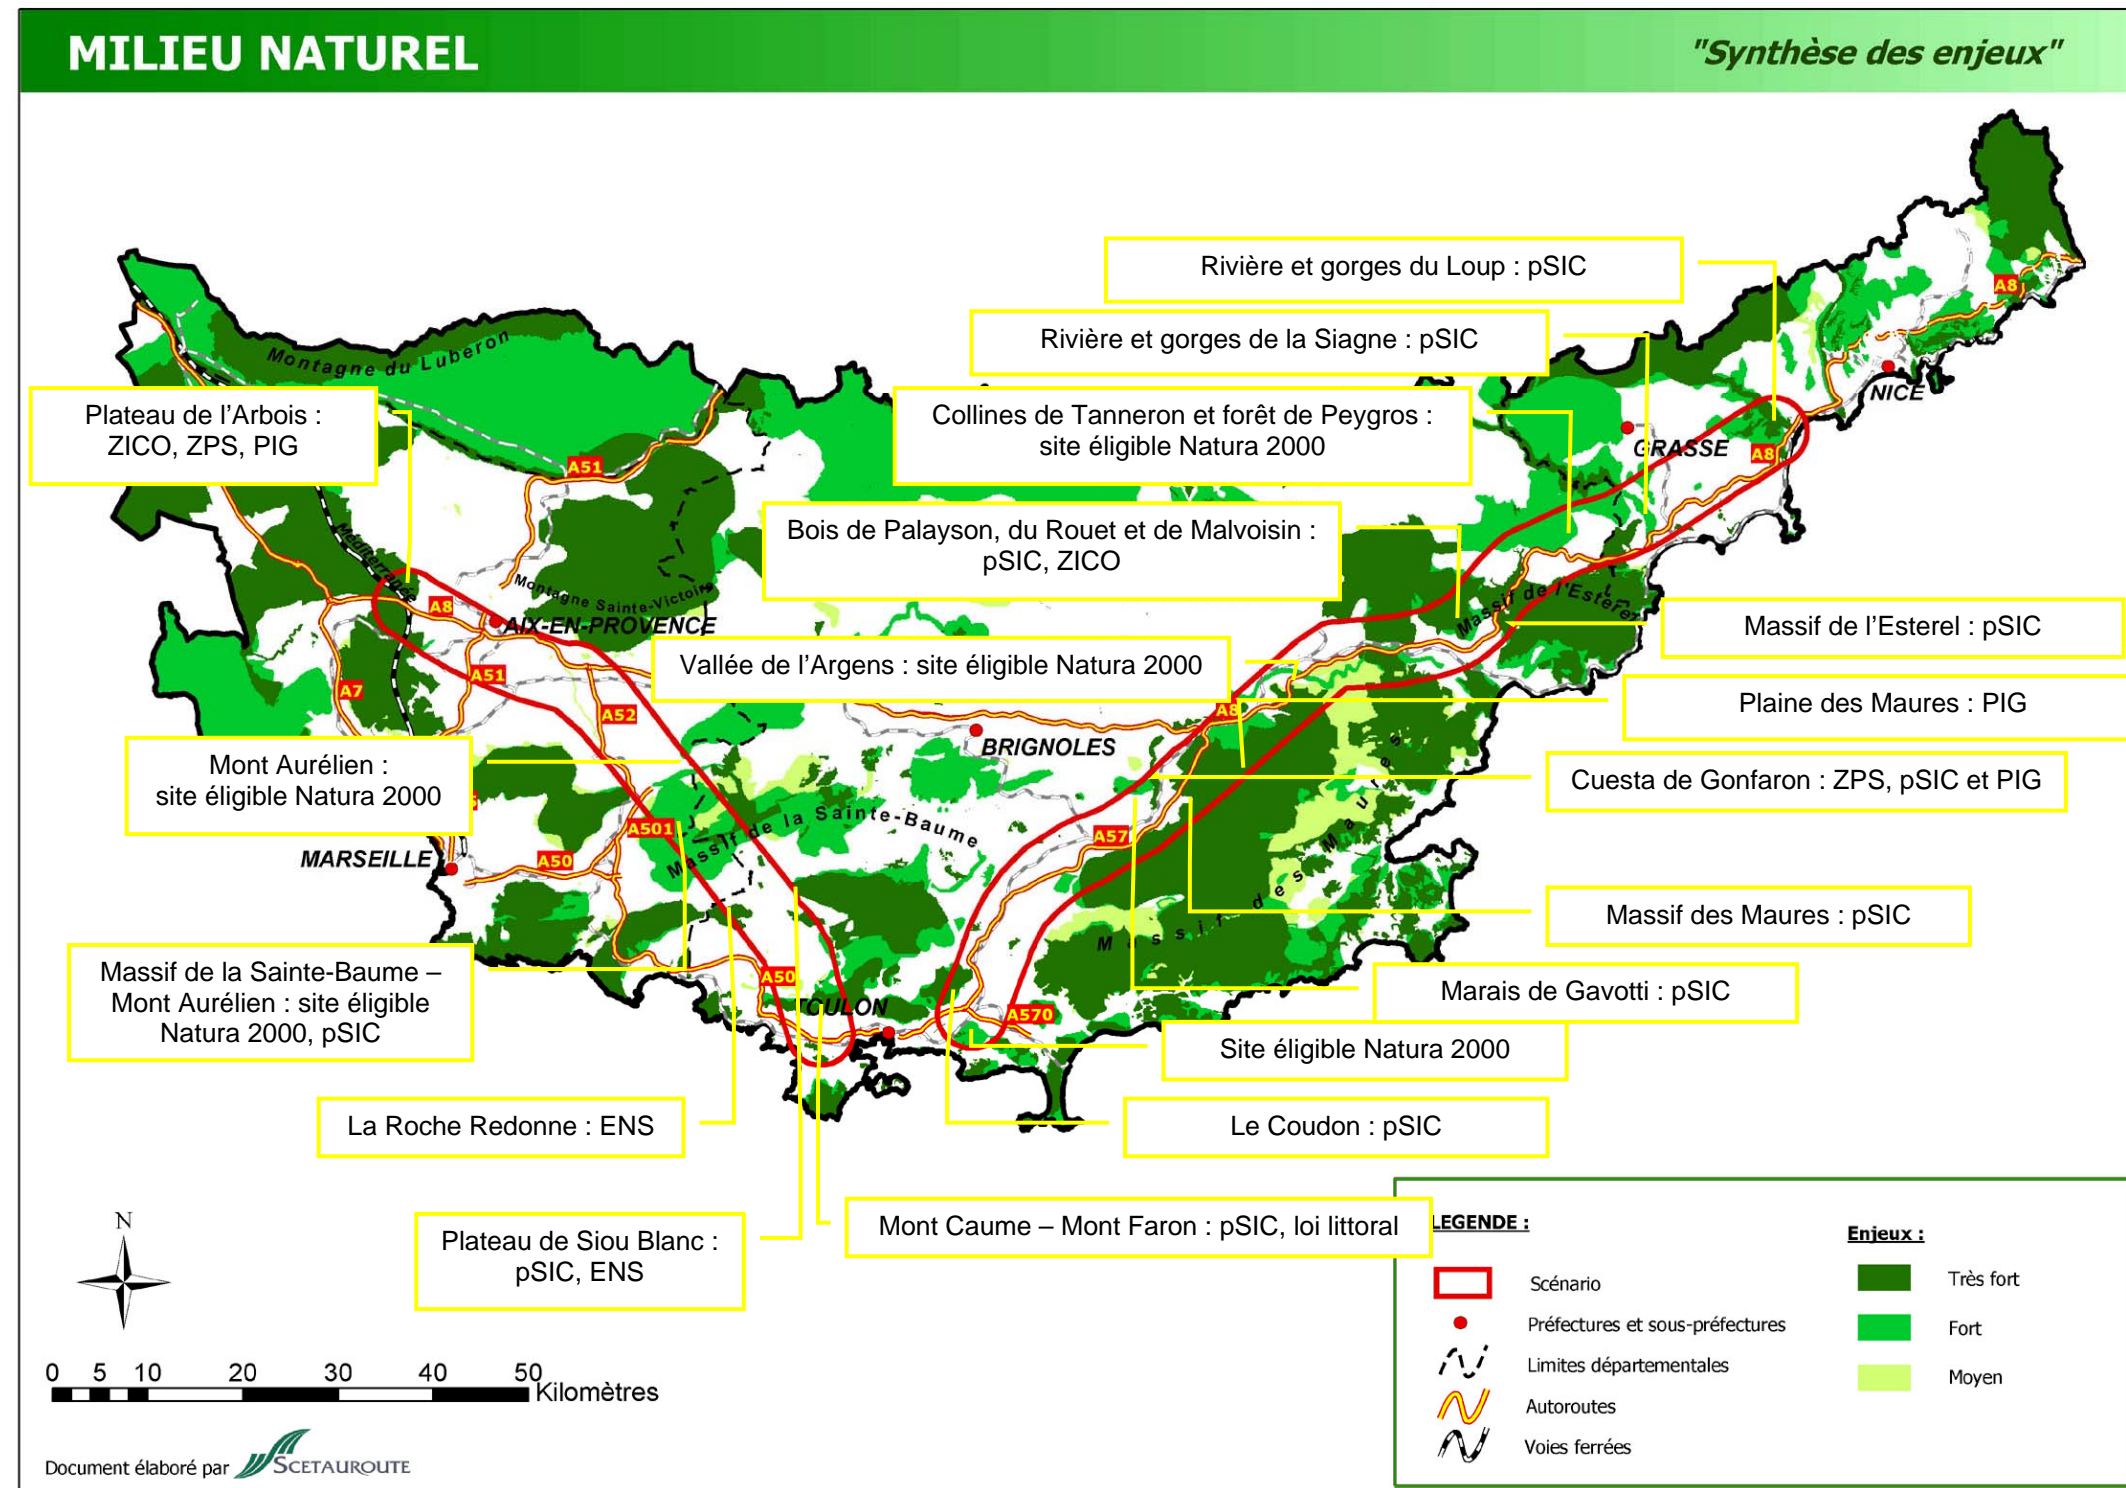 MILIEU NATUREL
"Synthèse des enjeux"
Rivière et gorges du Loup : pSIC
Rivière et gorges de la Siagne : pSIC
Collines de Tanneron et forêt de Peygros :
site éligible Natura 2000
Bois de Palayson, du Rouet et de Malvoisin :
pSIC, ZICO
Plateau de l'Arbois :
ZICO, ZPS, PIG
Vallée de l'Argens : site éligible Natura 2000
Massif de l'Esterel : pSIC
Plaine des Maures : PIG
Cuesta de Gonfaron : ZPS, pSIC et PIG
Mont Aurélien :
site éligible Natura 2000
Massif des Maures : pSIC
Massif de la Sainte-Baume –
Mont Aurélien : site éligible
Natura 2000, pSIC
Marais de Gavotti : pSIC
Site éligible Natura 2000
La Roche Redonne : ENS
Le Coudon : pSIC
Plateau de Siou Blanc :
pSIC, ENS
Mont Caume – Mont Faron : pSIC, loi littoral
Montagne du Luberon
Méditerranée
Montagne Sainte-Victoire
Massif de l'Esterel
Massif de la Sainte-Baume
Massif des Maures
A8
NICE
GRASSE
A8
A51
A8
AIX-EN-PROVENCE
A51
A7
A52
A8
BRIGNOLES
A501
A57
MARSEILLE
A50
A50
TOULON
A570
N
0 5 10 20 30 40 50
Kilomètres
Document élaboré par SCETAUROUTE
LEGENDE :
Scénario
Préfectures et sous-préfectures
Limites départementales
Autoroutes
Voies ferrées
Enjeux :
Très fort
Fort
Moyen